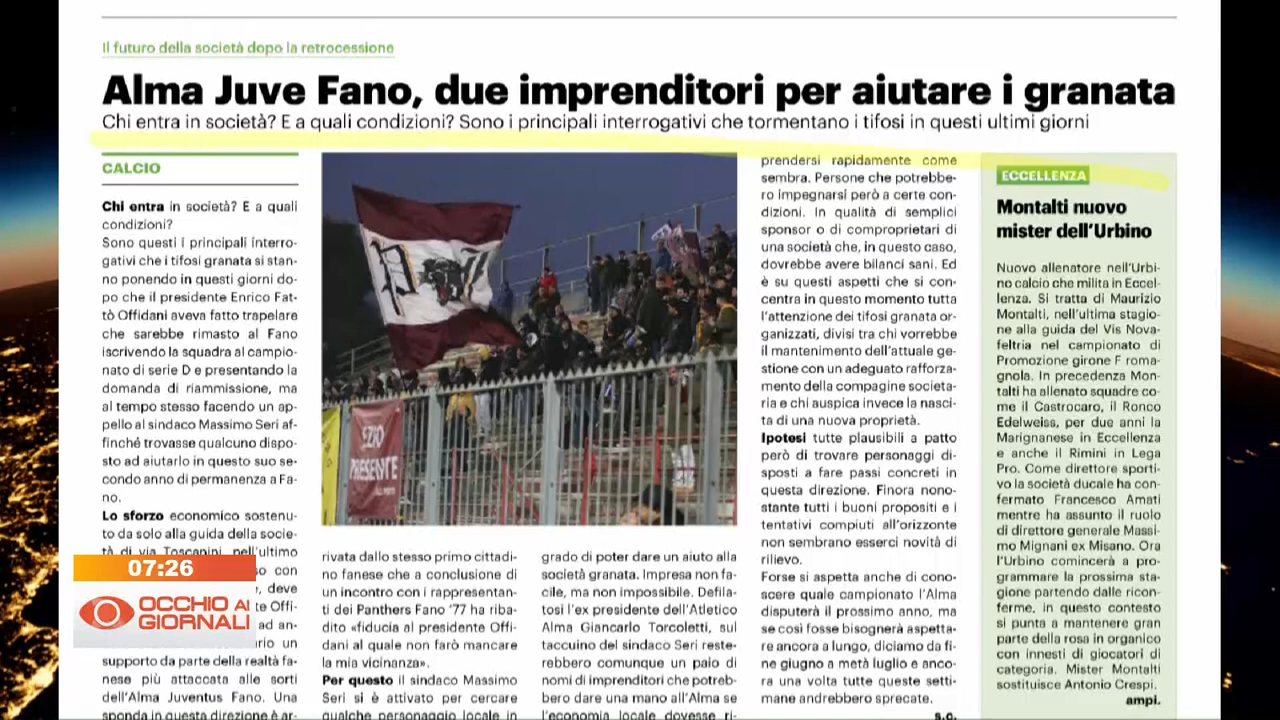 Il futuro della società dopo la retrocessione
Alma Juve Fano, due imprenditori per aiutare i granata
Chi entra in società? E a quali condizioni? Sono i principali interrogativi che tormentano i tifosi in questi ultimi giorni
CALCIO
Chi entra in società? E a quali
condizioni?
Sono questi i principali interro-
gativi che i tifosi granata si stan-
no ponendo in questi giorni do-
po che il presidente Enrico Fat-
tò Offidani aveva fatto trapelare
che sarebbe rimasto al Fano
iscrivendo la squadra al campio-
nato di serie D e presentando la
domanda di riammissione, ma
al tempo stesso facendo un ap-
pello al sindaco Massimo Seri af-
finché trovasse qualcuno dispo-
sto ad aiutarlo in questo suo se-
condo anno di permanenza a Fa-
no.
Lo sforzo economico sostenu-
to da solo alla guida della socie-
tà di via Toscanini, nell'ultimo
so con
, deve
te Offi-
ad an-
rio un
supporto da parte della realtà fa-
nese più attaccate alle sorti
dell'Alma Juventus Fano. Una
sponda in questa direzione è ar-
EZIO
PRESENTE
rivata dallo stesso primo cittadi-
no fanese che a conclusione di
un incontro con i rappresentan-
ti dei Panthers Fano '77 ha riba-
dito «fiducia al presidente Offi-
dani al quale non farò mancare
la mia vicinanza».
Per questo il sindaco Massimo
Seri si è attivato per cercare
qualche personaggio locale in
grado di poter dare un aiuto alla
società granata. Impresa non fa-
cile, ma non impossibile. Defila-
tosi l'ex presidente dell'Atletico
Alma Giancarlo Torcoletti, sul
taccuino del sindaco Seri reste-
rebbero comunque un paio di
nomi di imprenditori che potreb-
bero dare una mano all'Alma se
l'economia locale dovesse ri-
prendersi rapidamente come
sembra. Persone che potrebbe-
ro impegnarsi però a certe con-
dizioni. In qualità di semplici
sponsor o di comproprietari di
una società che, in questo caso,
dovrebbe avere bilanci sani. Ed
è su questi aspetti che si con-
centra in questo momento tutta
l'attenzione dei tifosi granata or-
ganizzati, divisi tra chi vorrebbe
il mantenimento dell'attuale ge-
stione con un adeguato rafforza-
mento della compagine societa-
ria e chi auspica invece la nasci-
ta di una nuova proprietà.
Ipotesi tutte plausibili a patto
però di trovare personaggi di-
sposti a fare passi concreti in
questa direzione. Finora nono-
stante tutti i buoni propositi e i
tentativi compiuti all'orizzonte
non sembrano esserci novità di
rilievo.
Forse si aspetta anche di cono-
scere quale campionato l'Alma
disputerà il prossimo anno, ma
se così fosse bisognerà aspetta-
re ancora a lungo, diciamo da fi-
ne giugno a metà luglio e anco-
ra una volta tutte queste setti-
mane andrebbero sprecate.
s.c.
ECCELLENZA
Montalti nuovo
mister dell'Urbino
Nuovo allenatore nell'Urbi-
no calcio che milita in Eccel-
lenza. Si tratta di Maurizio
Montalti, nell'ultima stagio-
ne alla guida del Vis Nova-
feltria nel campionato di
Promozione girone F roma-
gnola. In precedenza Mon-
talti ha allenato squadre co-
me il Castrocaro, il Ronco
Edelweiss, per due anni la
Marignanese in Eccellenza
e anche il Rimini in Lega
Pro. Come direttore sporti-
vo la società ducale ha con-
fermato Francesco Amati
mentre ha assunto il ruolo
di direttore generale Massi-
mo Mignani ex Misano. Ora
l'Urbino comincerà a pro-
grammare la prossima sta-
gione partendo dalle ricon-
ferme, in questo contesto
si punta a mantenere gran
parte della rosa in organico
con innesti di giocatori di
categoria. Mister Montalti
sostituisce Antonio Crespi.
ampi.
07:26
OCCHIO AI
GIORNALI